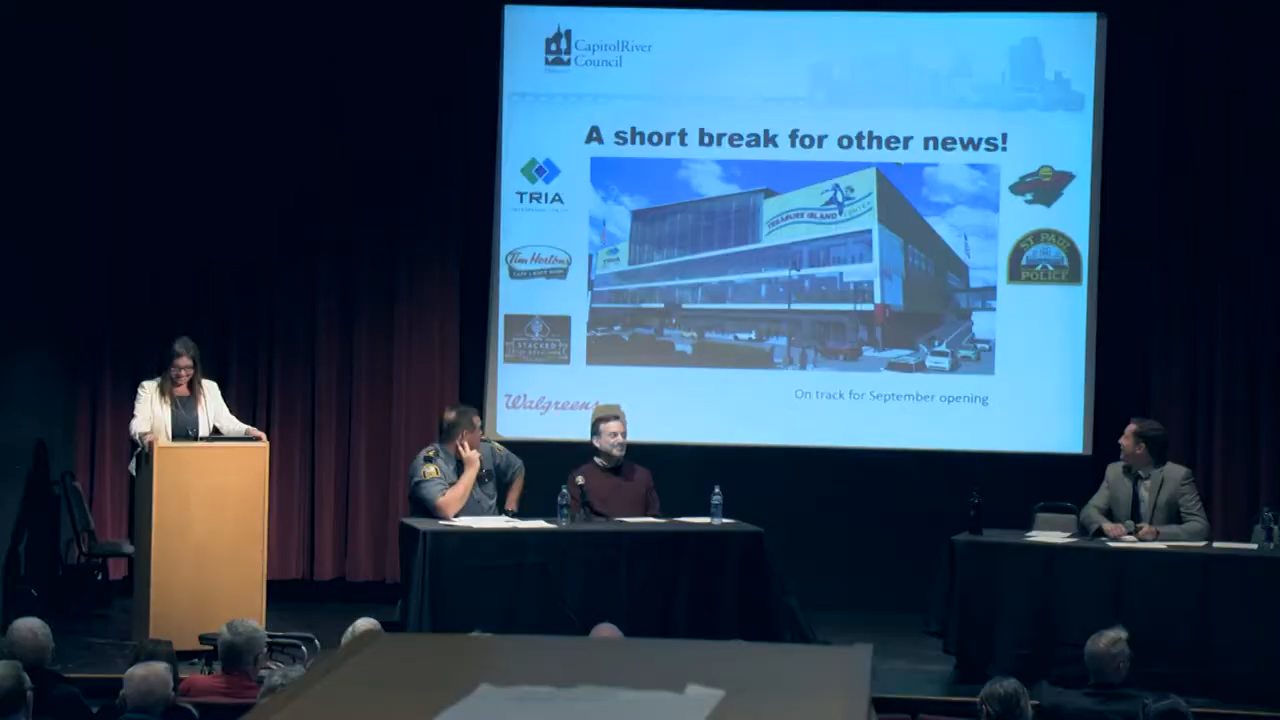 CapitolRiver
Council
A short break for other news!
TRIA
Tim Hortons
STACKED
Walgreens
TREASURE ISLAND
CENTER
TRIA
ST PAUL
POLICE
On track for September opening